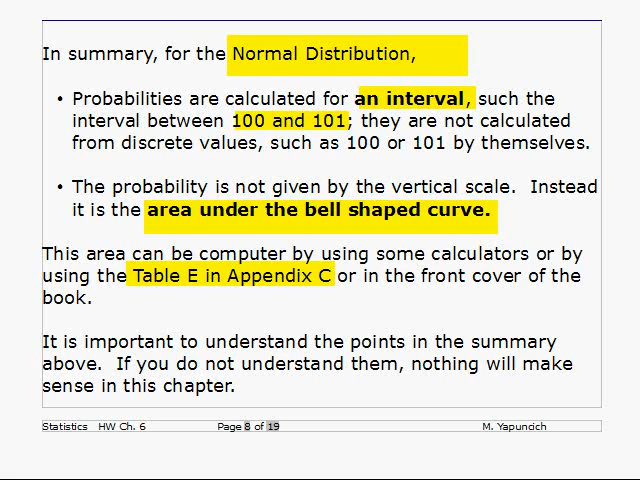 In summary, for the Normal Distribution,
• Probabilities are calculated for an interval, such the
interval between 100 and 101; they are not calculated
from discrete values, such as 100 or 101 by themselves.
• The probability is not given by the vertical scale. Instead
it is the area under the bell shaped curve.
This area can be computer by using some calculators or by
using the Table E in Appendix C or in the front cover of the
book.
It is important to understand the points in the summary
above. If you do not understand them, nothing will make
sense in this chapter.
Statistics HW Ch. 6 Page 8 of 19 M. Yapuncich